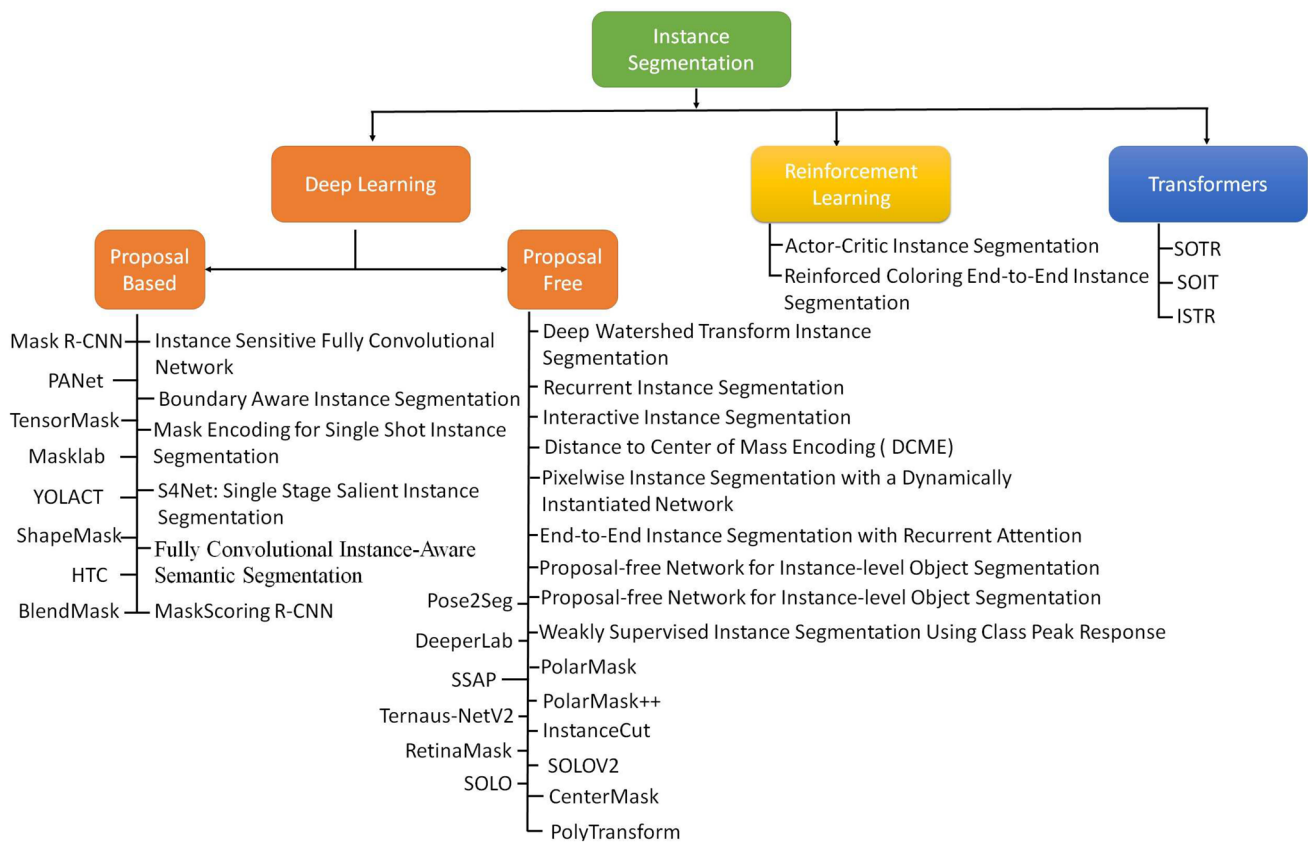 Instance
Segmentation
Deep Learning
Reinforcement
Learning
Transformers
Proposal
Based
Proposal
Free
Actor-Critic Instance Segmentation
Reinforced Coloring End-to-End Instance
Segmentation
SOTR
SOIT
ISTR
Mask R-CNN
PANet
TensorMask
Masklab
YOLACT
ShapeMask
HTC
BlendMask
Instance Sensitive Fully Convolutional
Network
Boundary Aware Instance Segmentation
Mask Encoding for Single Shot Instance
Segmentation
S4Net: Single Stage Salient Instance
Segmentation
Fully Convolutional Instance-Aware
Semantic Segmentation
MaskScoring R-CNN
Pose2Seg
DeeperLab
SSAP
Ternaus-NetV2
RetinaMask
SOLO
Deep Watershed Transform Instance
Segmentation
Recurrent Instance Segmentation
Interactive Instance Segmentation
Distance to Center of Mass Encoding ( DCME)
Pixelwise Instance Segmentation with a Dynamically
Instantiated Network
End-to-End Instance Segmentation with Recurrent Attention
Proposal-free Network for Instance-level Object Segmentation
Proposal-free Network for Instance-level Object Segmentation
Weakly Supervised Instance Segmentation Using Class Peak Response
PolarMask
PolarMask++
InstanceCut
SOLOV2
CenterMask
PolyTransform